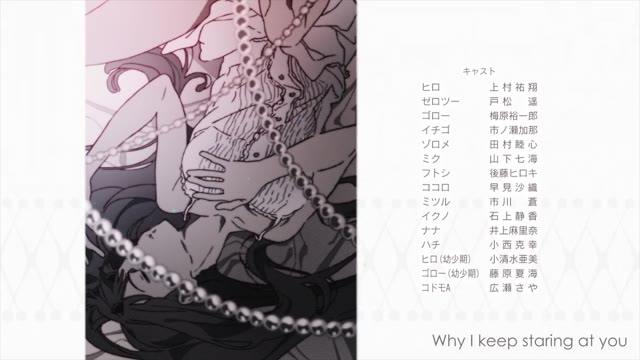 キャスト
ヒロ 上村祐翔
ゼロツー 戸松 遥
ゴロー 梅原裕一郎
イチゴ 市ノ瀬加那
ゾロメ 田村睦心
ミク 山下七海
フトシ 後藤ヒロキ
ココロ 早見沙織
ミツル 市川 蒼
イクノ 石上静香
ナナ 井上麻里奈
ハチ 小西克幸
ヒロ(幼少期) 小清水亜美
ゴロー(幼少期) 藤原夏海
コドモA 広瀬さや
Why I keep staring at you